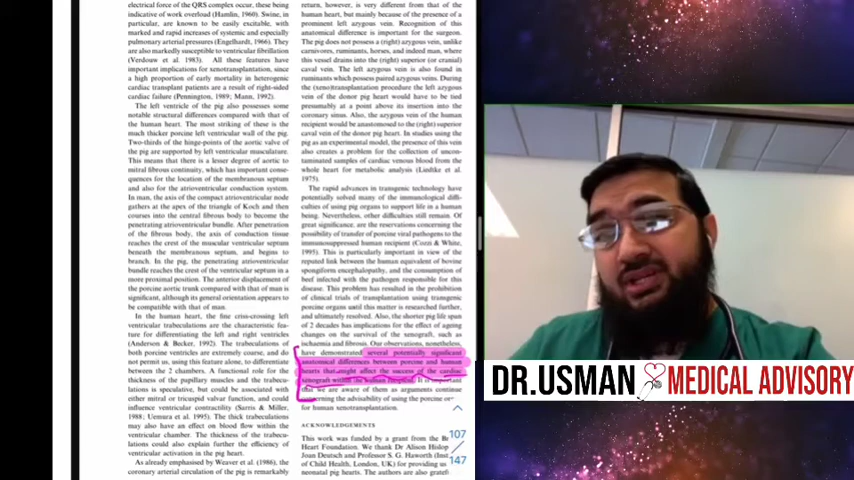 electrical force of the QRS complex occur, these being
indicative of work overload (Hamlin, 1960). Swine, in
particular, are known to be easily excitable, with
marked and rapid increases of systemic and especially
pulmonary arterial pressures (Engelhardt, 1966). They
are also markedly susceptible to ventricular fibrillation
(Verdouw et al. 1983). All these features have
important implications for xenotransplantation, since
a high proportion of early mortality in heterogenic
cardiac transplant patients are a result of right-sided
cardiac failure (Pennington, 1989; Mann, 1992).
The left ventricle of the pig also possesses some
notable structural differences compared with that of
the human heart. The most striking of these is the
much thicker porcine left ventricular wall of the pig.
Two-thirds of the hinge-points of the aortic valve of
the pig are supported by left ventricular musculature.
This means that there is a lesser degree of aortic to
mitral fibrous continuity, which has important conse-
quences for the location of the membranous septum
and also for the atrioventricular conduction system.
In man, the axis of the compact atrioventricular node
gathers at the apex of the triangle of Koch and then
courses into the central fibrous body to become the
penetrating atrioventricular bundle. After penetration
of the fibrous body, the axis of conduction tissue
reaches the crest of the muscular ventricular septum
beneath the membranous septum, and begins to
branch. In the pig, the penetrating atrioventricular
bundle reaches the crest of the ventricular septum in
a more proximal position. The anterior displacement of
the porcine aortic trunk compared with that of man is
significant, although its general orientation appears to
be compatible with that of man.
In the human heart, the fine criss-crossing left
ventricular trabeculations are the characteristic fea-
ture for differentiating the left and right ventricles
(Andersen & Becker, 1992). The trabeculations of
both porcine ventricles are extremely coarse, and do
not permit us, using this feature alone, to differentiate
between the 2 chambers. A functional role for the
thickness of the papillary muscles and the trabecu-
lations is speculative, but could be associated with
either mitral or tricuspid valvar function, and could
influence ventricular contractility (Sarris & Miller,
1988; Uemura et al. 1995). The thick trabeculations
may also have an effect on blood flow within the
ventricular chamber. The thickness of the trabecu-
lations could also explain further the efficiency of
ventricular activation in the pig heart.
As already emphasised by Weaver et al. (1986), the
coronary arterial circulation of the pig is remarkably
return, however, is very different from that of the
human heart, but mainly because of the presence of a
prominent left azygous vein. Recognition of this
anatomical difference is important for the surgeon.
The pig does not possess a (right) azygous vein, unlike
carnivores, ruminants, horses, and indeed man, where
this vessel drains into the (right) superior (or cranial)
caval vein. The left azygous vein is also found in
ruminants which possess paired azygous veins. During
the (xeno)transplantation procedure the left azygous
vein of the donor pig heart would have to be tied
presumably at a point above its insertion into the
coronary sinus. Also, the azygous vein of the human
recipient would be anastomosed to the (right) superior
caval vein of the donor pig heart. In studies using the
pig as an experimental model, the presence of this vein
also creates a problem for the collection of uncon-
taminated samples of cardiac venous blood from the
whole heart for metabolic analysis (Liedtke et al.
1975).
The rapid advances in transgenic technology have
potentially solved many of the immunological diffi-
culties of using pig organs to support life in a human
being. Nevertheless, other difficulties still remain. Of
great significance, are the reservations concerning the
possibility of transfer of porcine viral pathogens to the
immunosuppressed human recipient (Cozzi & White,
1995). This is particularly important in view of the
reputed link between the human equivalent of bovine
spongiform encephalopathy, and the consumption of
beef infected with the pathogen responsible for this
disease. This problem has resulted in the prohibition
of clinical trials of transplantation using transgenic
porcine organs until this matter is researched further,
and ultimately resolved. Also, the shorter pig life span
of 2 decades has implications for the effect of ageing
changes on the survival of the xenograft, such as
ischaemia and fibrosis. Our observations, nonetheless,
have demonstrated several potentially significant
anatomical differences between porcine and human
hearts that might affect the success of the cardiac
xenograft within the human recipient. It is important
that we are aware of them as arguments continue
concerning the advisability of using the porcine
for human xenotransplantation.
ACKNOWLEDGEMENTS
This work was funded by a grant from the
Heart Foundation. We thank Dr Alison Hislop
Joan Deutsch and Professor S. G. Haworth (Inst
of Child Health, London, UK) for providing us
neonatal pig hearts. The authors are also grateful
107
147
DR.USMAN MEDICAL ADVISORY